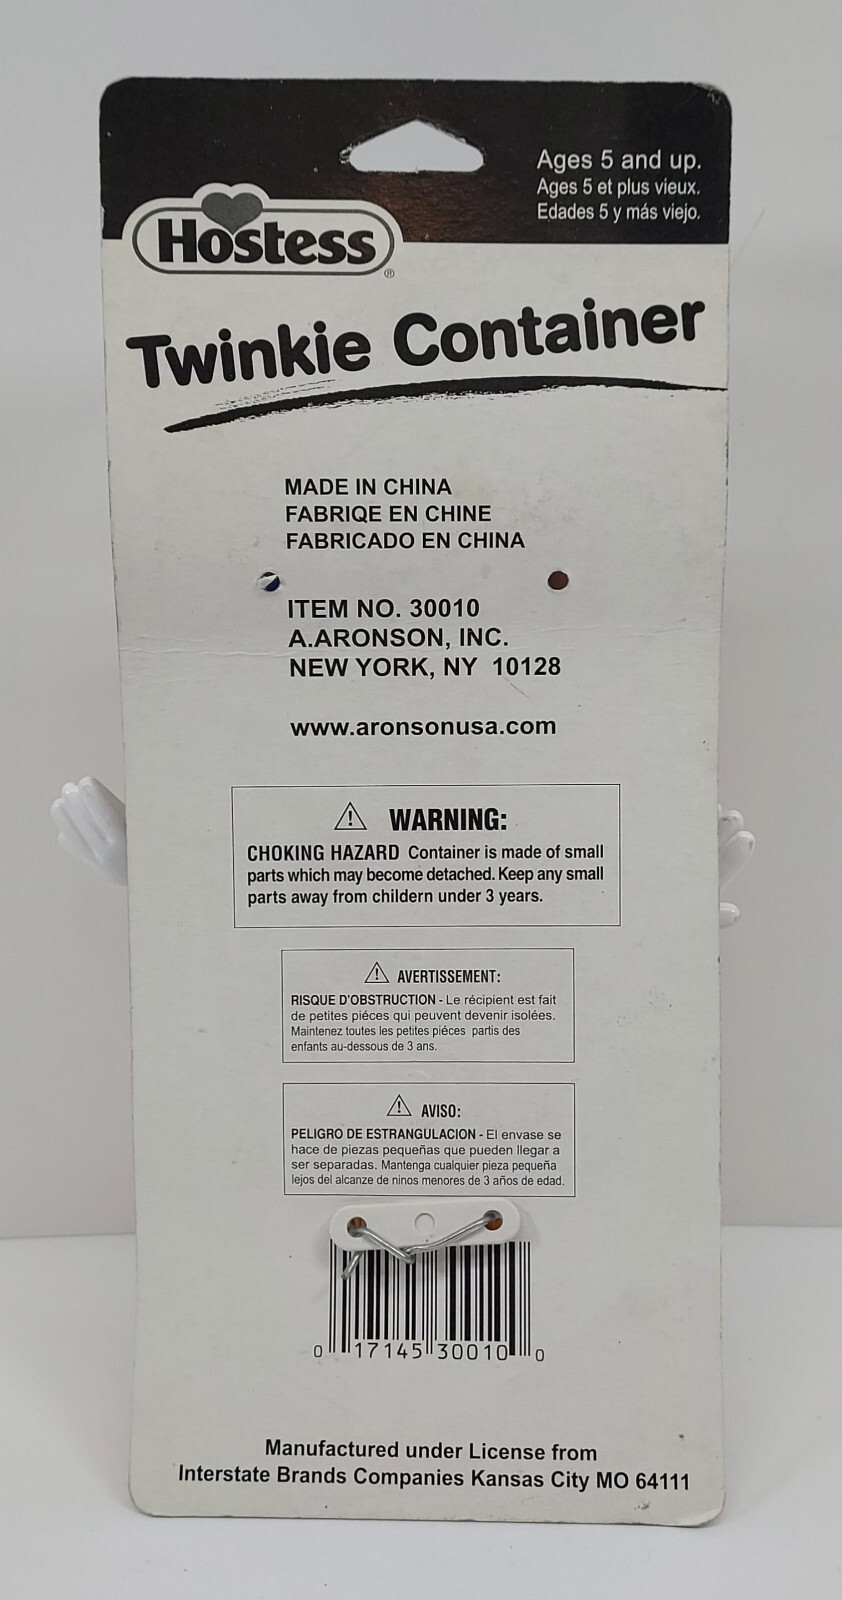 Ages 5 and up.
Ages 5 et plus vieux.
Edades 5 y más viejo.
Hostess®
Twinkie Container
MADE IN CHINA
FABRIQE EN CHINE
FABRICADO EN CHINA
ITEM NO. 30010
A.ARONSON, INC.
NEW YORK, NY 10128
www.aronsonusa.com
WARNING:
CHOKING HAZARD Container is made of small
parts which may become detached. Keep any small
parts away from childern under 3 years.
AVERTISSEMENT:
RISQUE D'OBSTRUCTION - Le récipient est fait
de petites piéces qui peuvent devenir isolées.
Maintenez toutes les petites piéces partis des
enfants au-dessous de 3 ans.
AVISO:
PELIGRO DE ESTRANGULACION - El envase se
hace de piezas pequeñas que pueden llegar a
ser separadas. Mantenga cualquier pieza pequeña
lejos del alcanze de ninos menores de 3 años de edad.
0 17145 30010 0
Manufactured under License from
Interstate Brands Companies Kansas City MO 64111